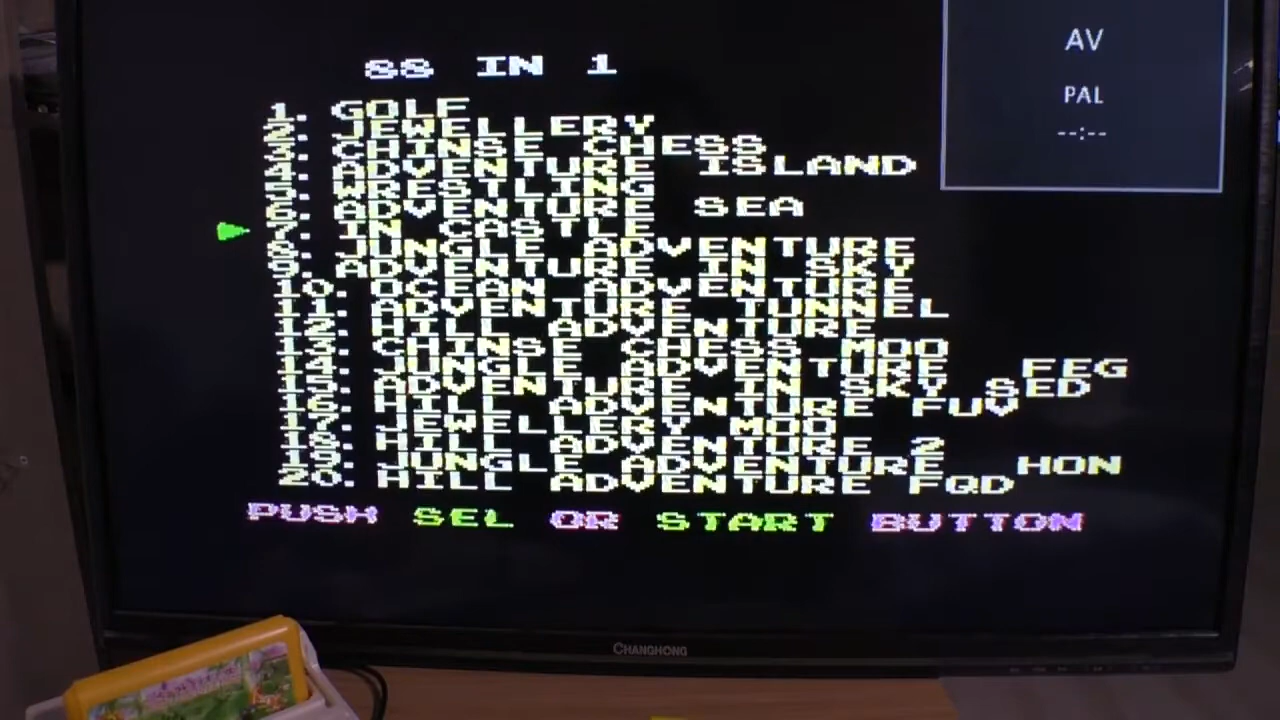 AV
PAL
--:--
88 IN 1
1. GOLF
2. JEWELLERY
3. CHINSE CHESS
4. ADVENTURE ISLAND
5. WRESTLING
6. ADVENTURE SEA
7. IN CASTLE
8. JUNGLE ADVENTURE
9. ADVENTURE IN SKY
10. OCEAN ADVENTURE
11. ADVENTURE TUNNEL
12. HILL ADVENTURE
13. CHINSE CHESS MOO
14. JUNGLE ADVENTURE FEG
15. ADVENTURE IN SKY SED
16. HILL ADVENTURE FUV
17. JEWELLERY MOO
18. HILL ADVENTURE 2
19. JUNGLE ADVENTURE HON
20. HILL ADVENTURE FQD
PUSH SEL OR START BUTTON
CHANGHONG